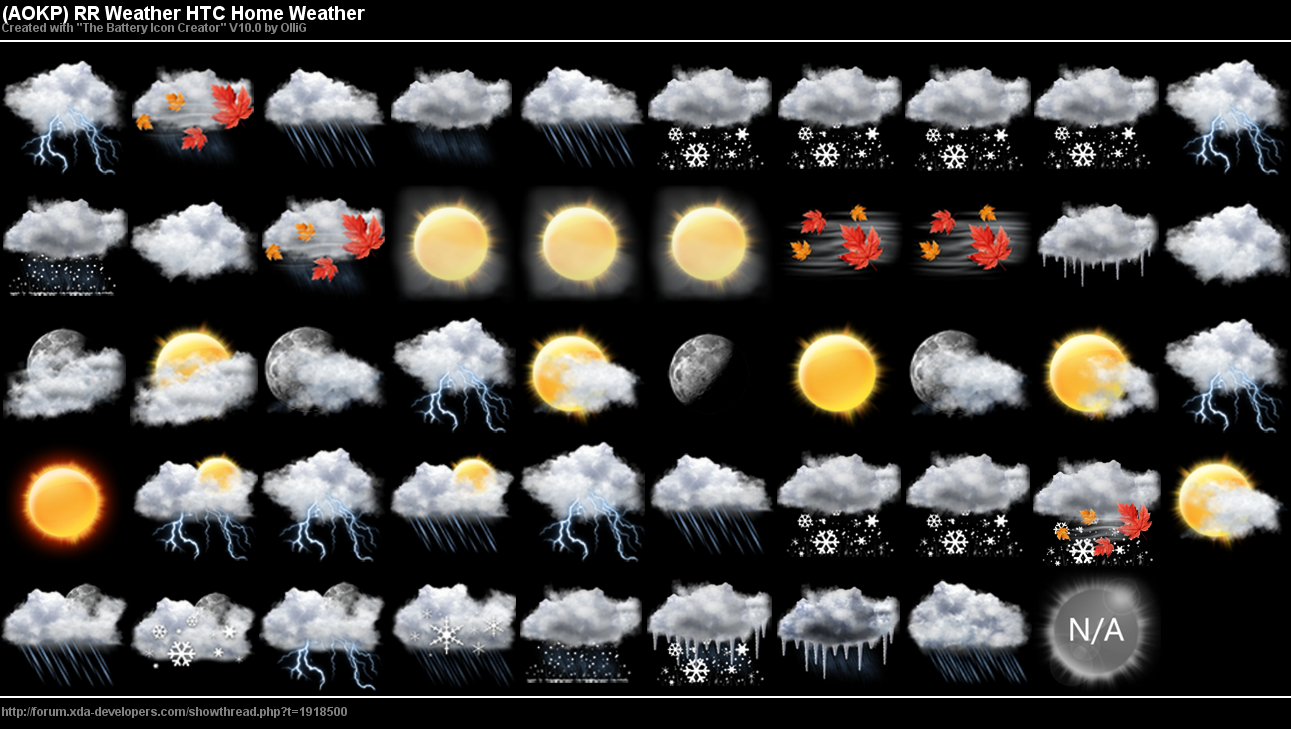 (AOKP) RR Weather HTC Home Weather
Created with "The Battery Icon Creator" V10.0 by OlliG
N/A
http://forum.xda-developers.com/showthread.php?t=1918500